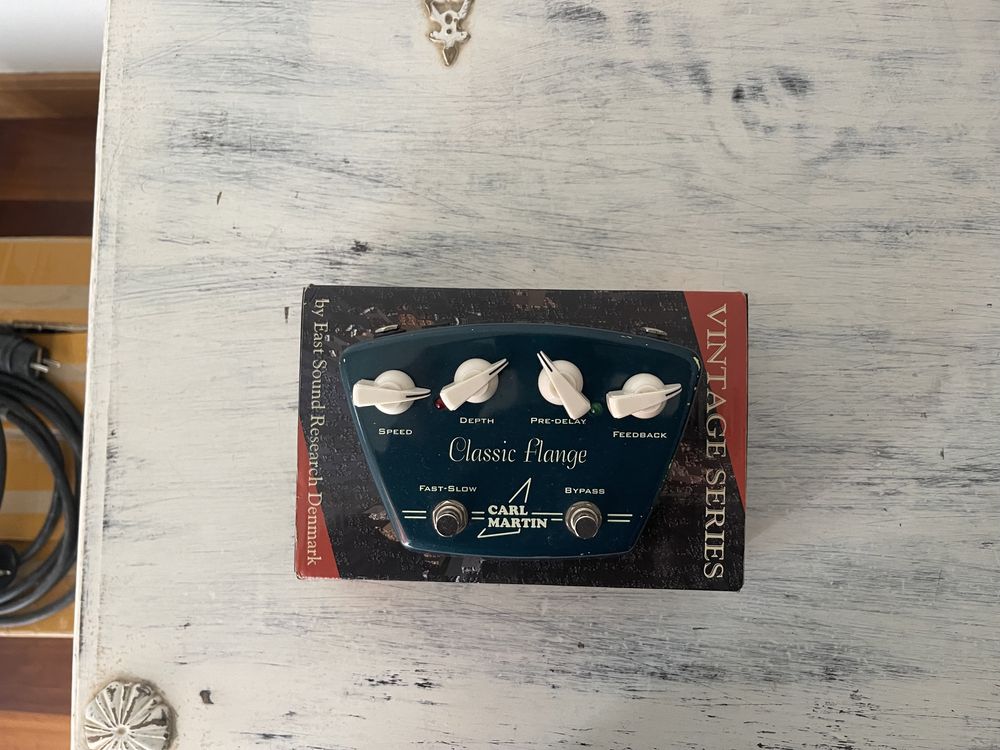 by East Sound Research Denmark
VINTAGE SERIES
SPEED
DEPTH
PRE-DELAY
FEEDBACK
Classic Flange
FAST-SLOW
BYPASS
CARL
MARTIN